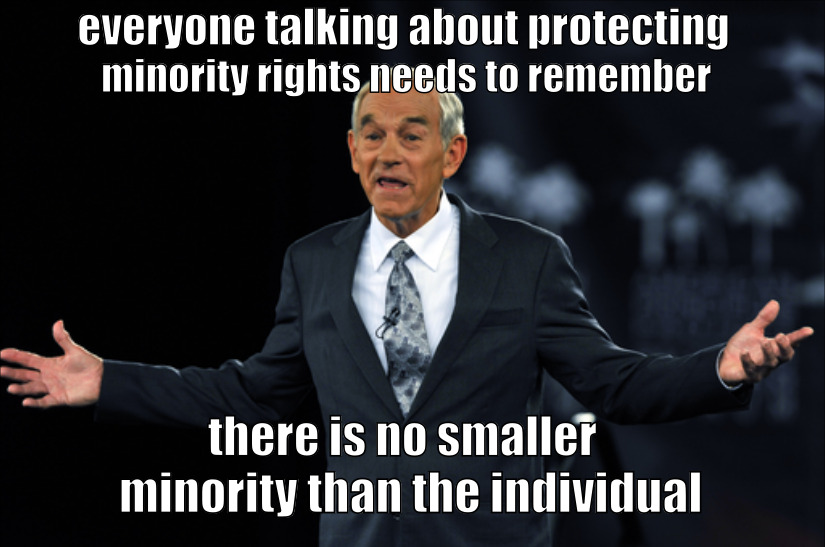 everyone talking about protecting
minority rights needs to remember
there is no smaller
minority than the individual